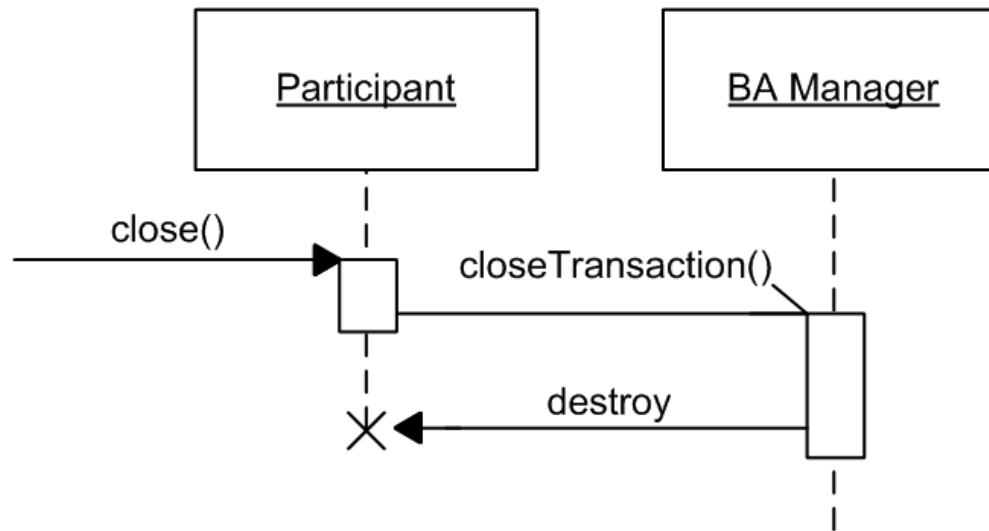 Participant
BA Manager
close()
closeTransaction()
destroy